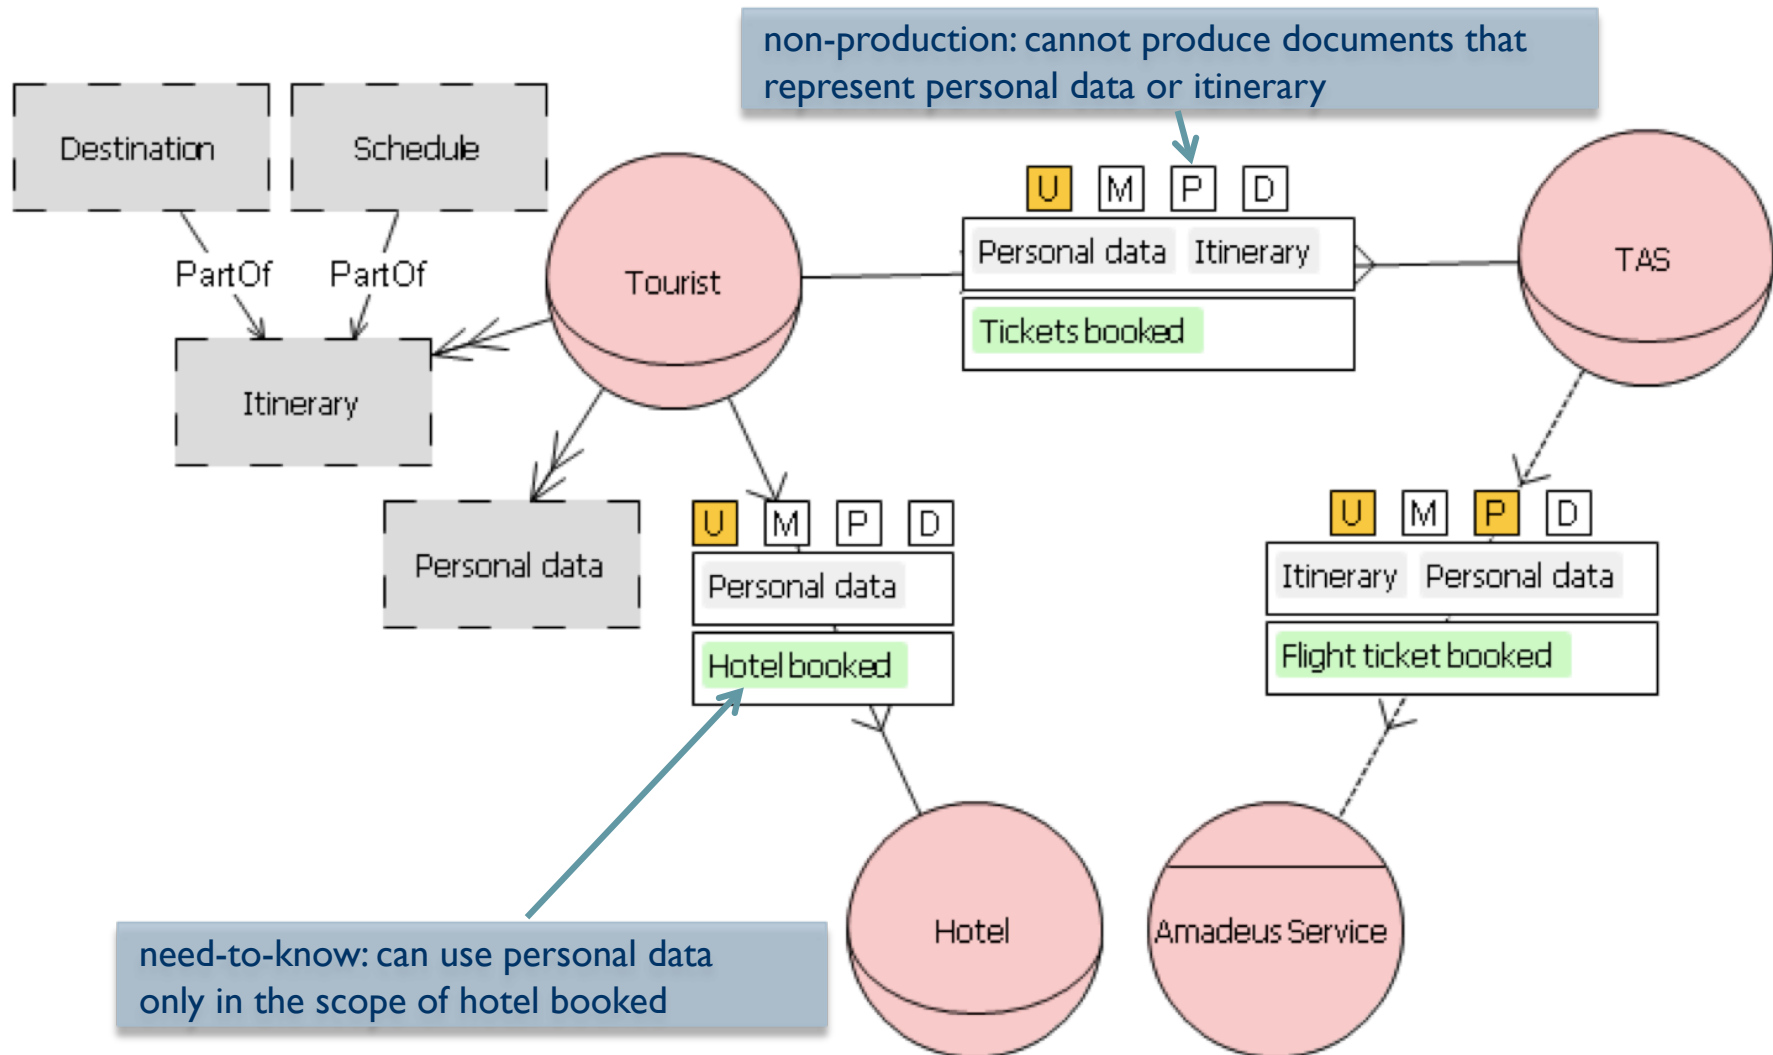 non-production: cannot produce documents that
represent personal data or itinerary
Destination
Schedule
PartOf
PartOf
Itinerary
Personal data
Tourist
U M P D
Personal data Itinerary
Tickets booked
TAS
U M P D
Personal data
Hotel booked
U M P D
Itinerary Personal data
Flight ticket booked
Hotel
Amadeus Service
need-to-know: can use personal data
only in the scope of hotel booked